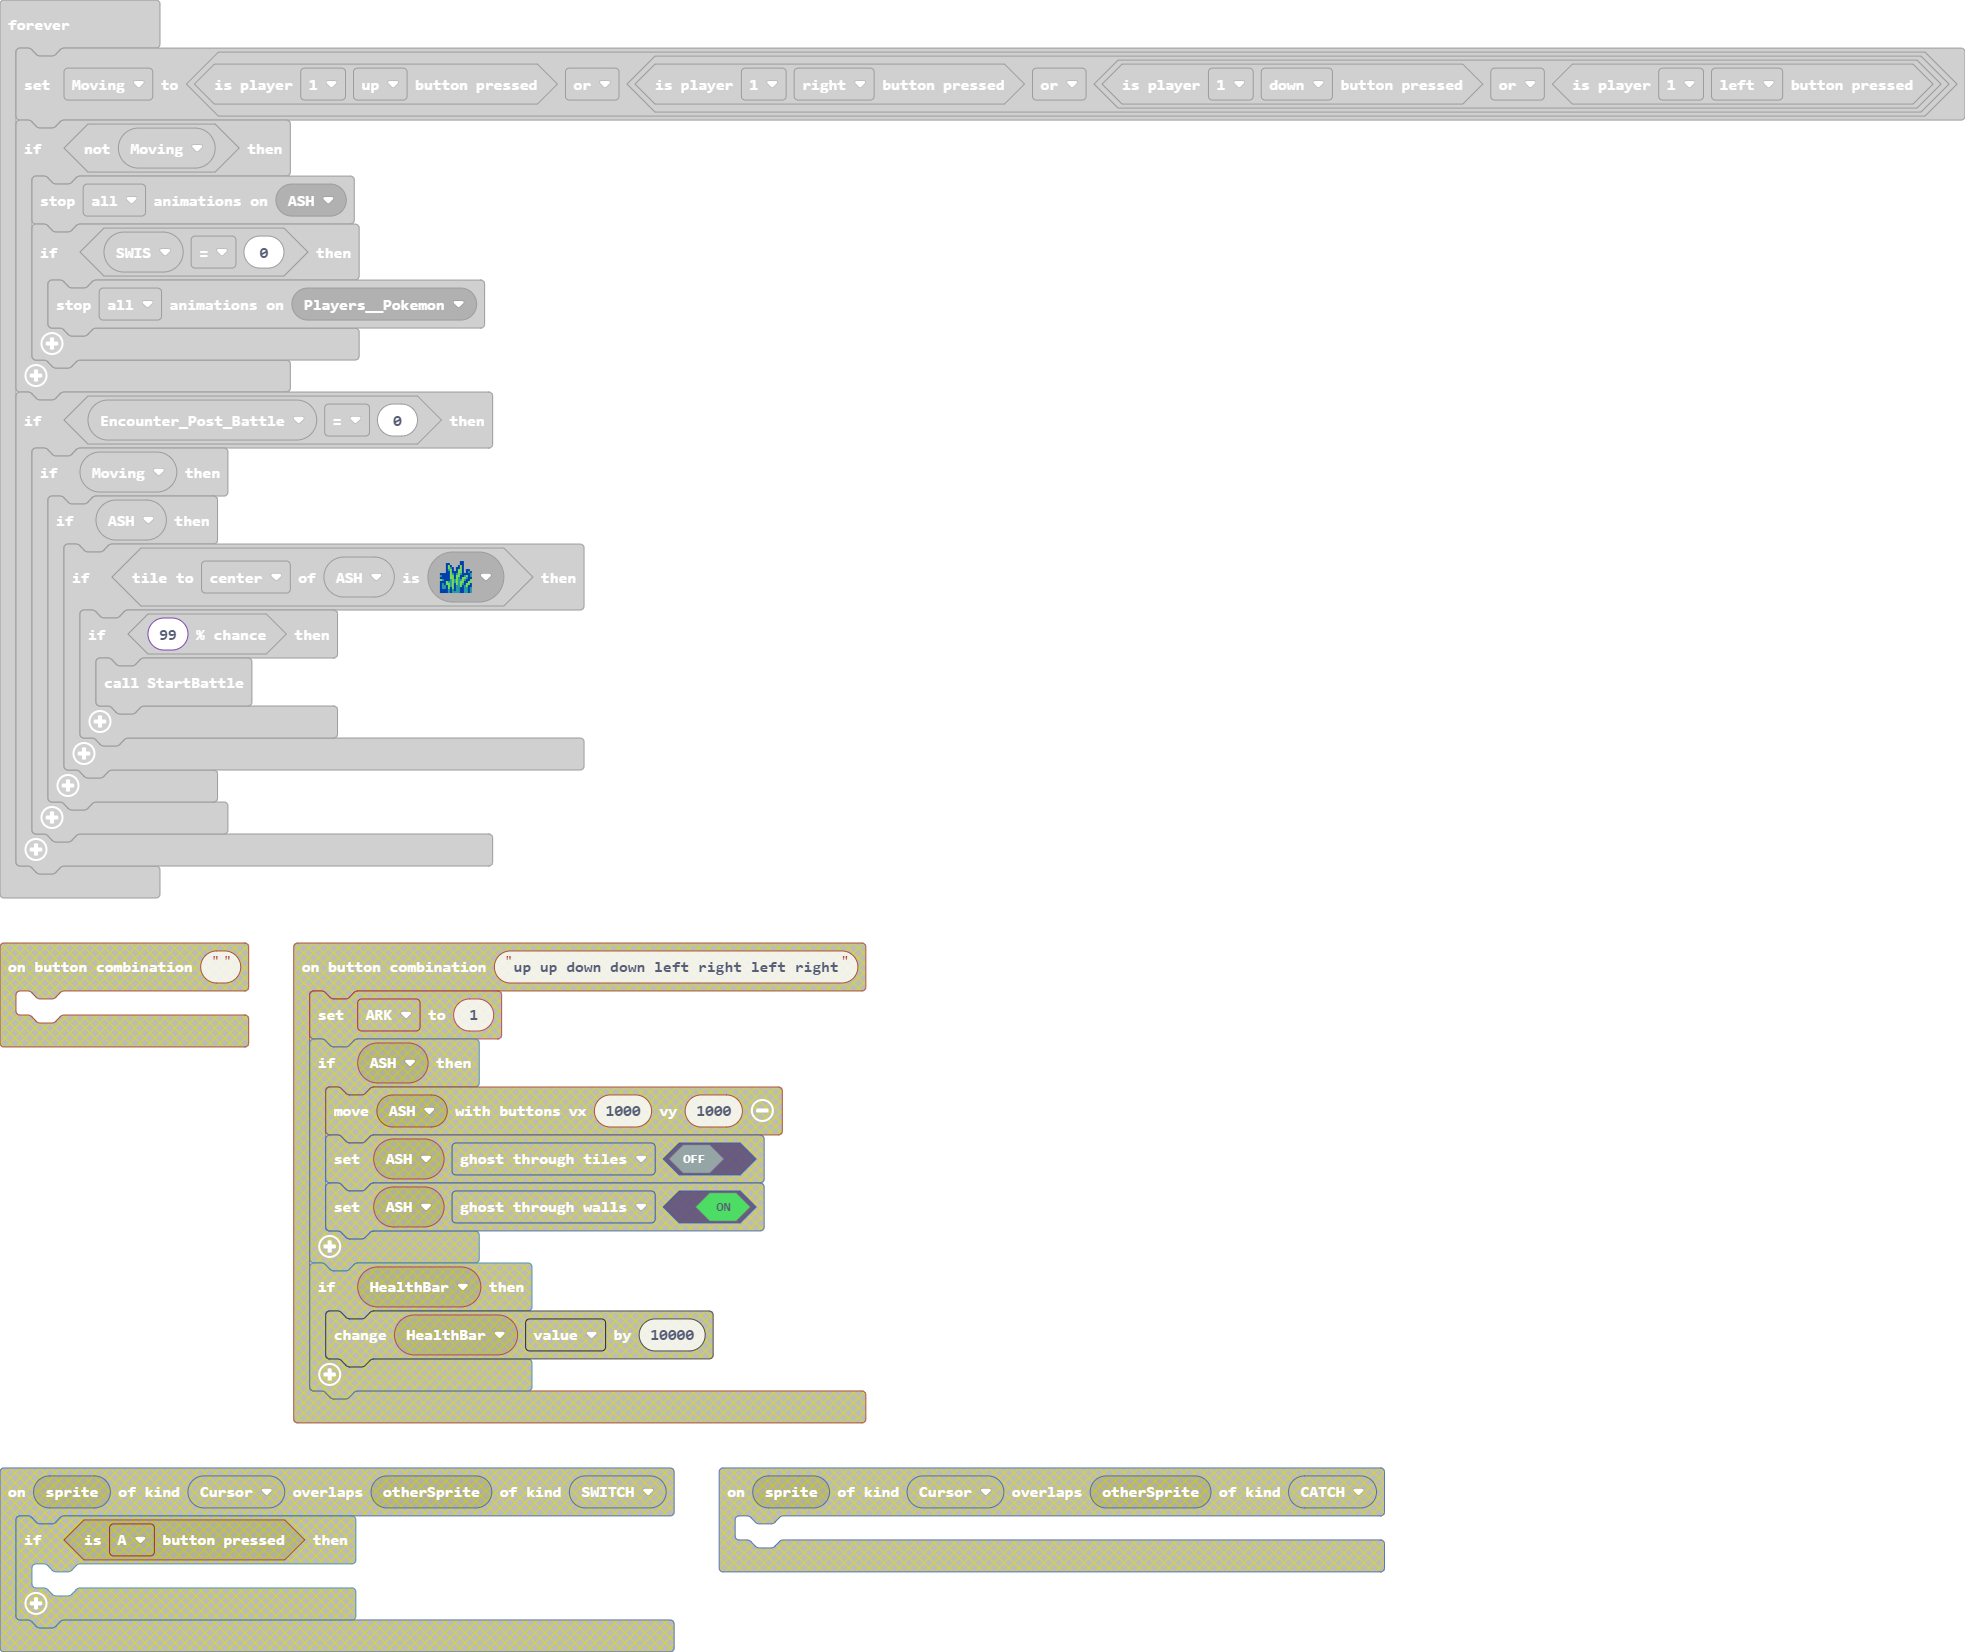 forever
set Moving to is player 1 up button pressed or is player 1 right button pressed or is player 1 down button pressed or is player 1 left button pressed
if not Moving then
stop all animations on ASH
if SWIS = 0 then
stop all animations on Players__Pokemon
if Encounter_Post_Battle = 0 then
if Moving then
if ASH then
if tile to center of ASH is then
if 99 % chance then
call StartBattle
on button combination " "
on button combination "up up down down left right left right"
set ARK to 1
if ASH then
move ASH with buttons vx 1000 vy 1000
set ASH ghost through tiles OFF
set ASH ghost through walls ON
if HealthBar then
change HealthBar value by 10000
on sprite of kind Cursor overlaps otherSprite of kind SWITCH
if is A button pressed then
on sprite of kind Cursor overlaps otherSprite of kind CATCH